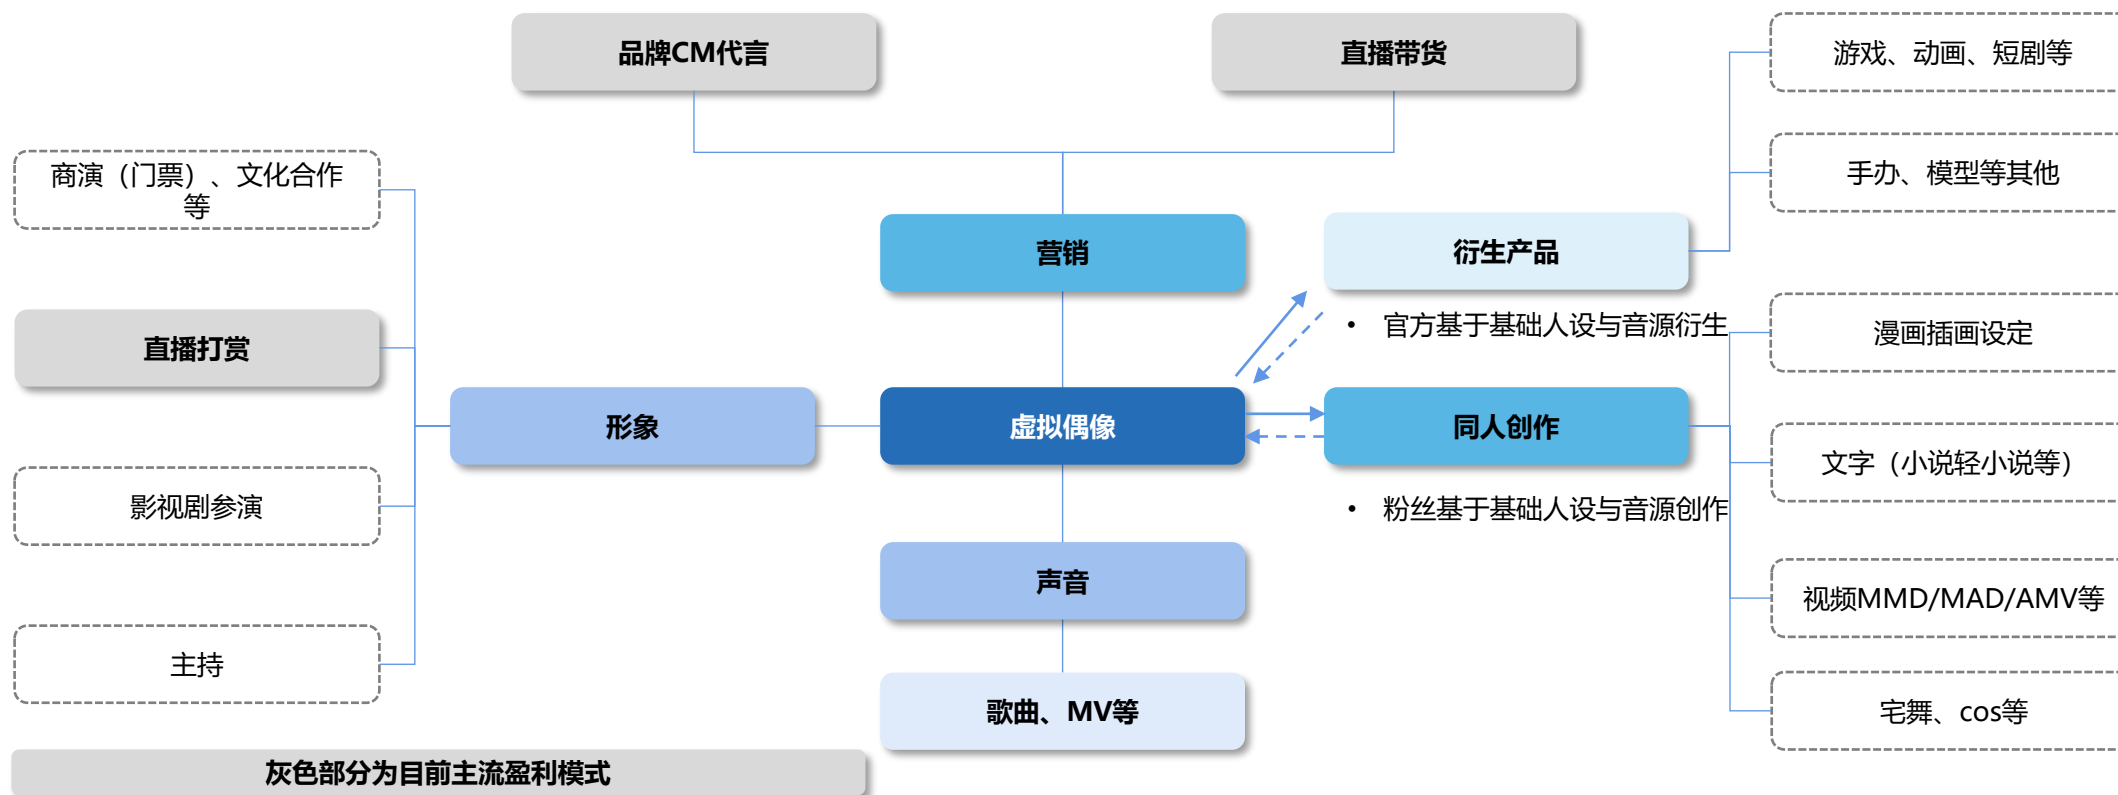 品牌CM代言
直播带货
游戏、动画、短剧等
商演（门票）、文化合作
等
手办、模型等其他
营销
衍生产品
• 官方基于基础人设与音源衍生
直播打赏
漫画插画设定
形象
虚拟偶像
同人创作
文字（小说轻小说等）
影视剧参演
• 粉丝基于基础人设与音源创作
声音
视频MMD/MAD/AMV等
主持
歌曲、MV等
宅舞、cos等
灰色部分为目前主流盈利模式